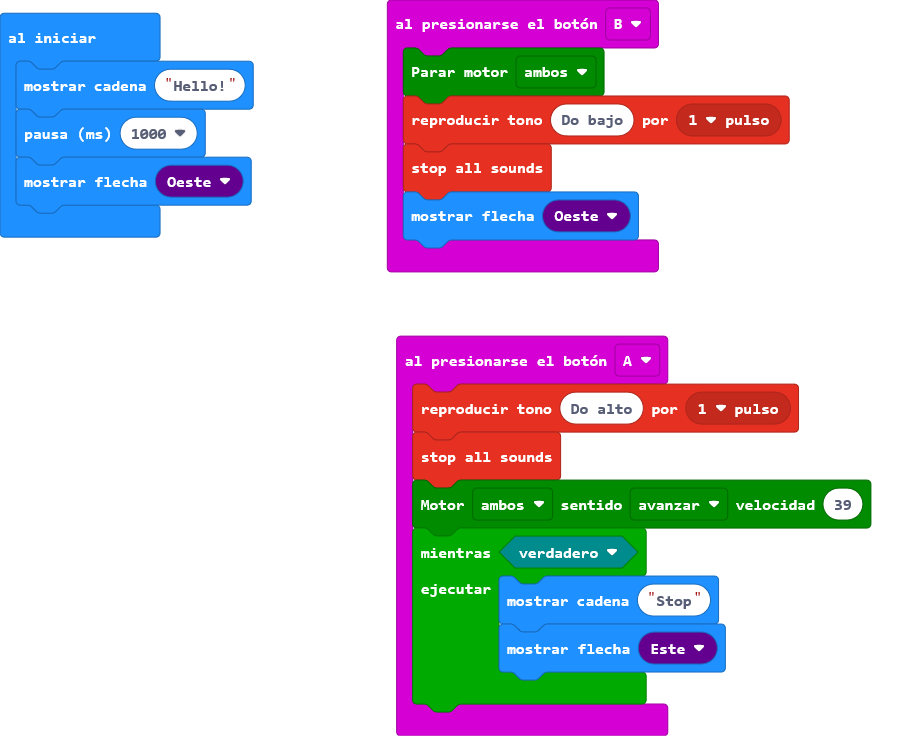 al iniciar
mostrar cadena "Hello!"
pausa (ms) 1000
mostrar flecha Oeste
al presionarse el botón B
Parar motor ambos
reproducir tono Do bajo por 1 pulso
stop all sounds
mostrar flecha Oeste
al presionarse el botón A
reproducir tono Do alto por 1 pulso
stop all sounds
Motor ambos sentido avanzar velocidad 39
mientras verdadero
ejecutar
mostrar cadena "Stop"
mostrar flecha Este